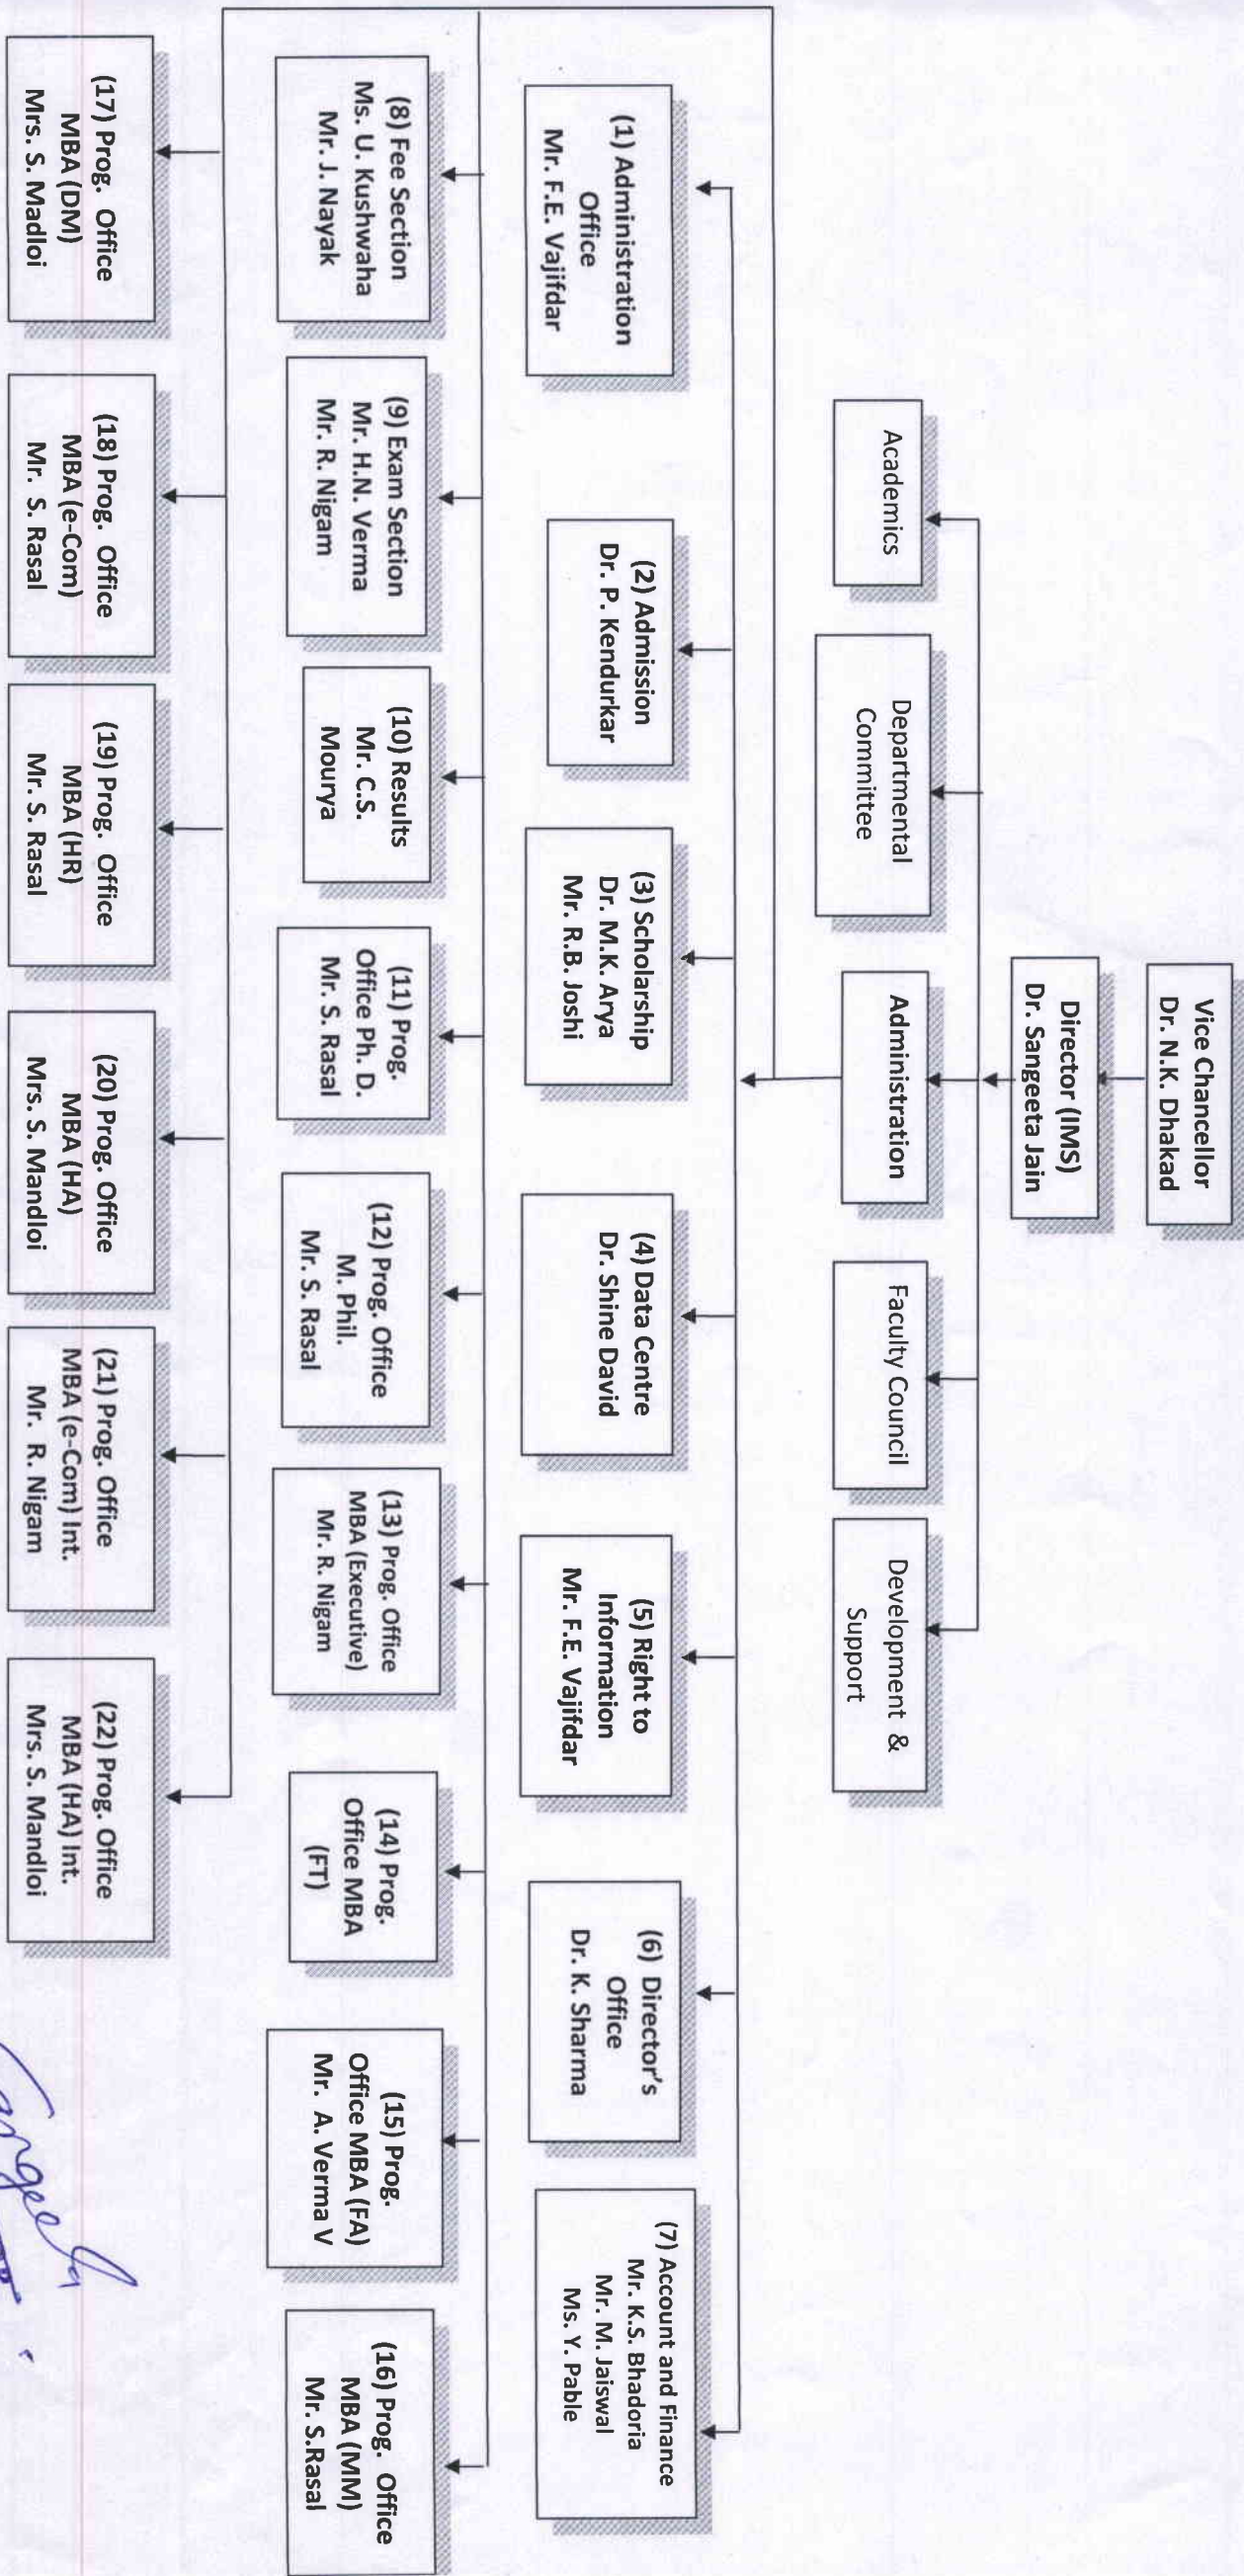 Vice Chancellor
Dr. N.K. Dhakad
Director (IMS)
Dr. Sangeeta Jain
Academics
Departmental
Committee
Administration
Faculty Council
Development &
Support
(1) Administration
Office
Mr. F.E. Vajifdar
(2) Admission
Dr. P. Kendurkar
(3) Scholarship
Dr. M.K. Arya
Mr. R.B. Joshi
(4) Data Centre
Dr. Shine David
(5) Right to
Information
Mr. F.E. Vajifdar
(6) Director's
Office
Dr. K. Sharma
(7) Account and Finance
Mr. K.S. Bhadoria
Mr. M. Jaiswal
Ms. Y. Pable
(8) Fee Section
Ms. U. Kushwaha
Mr. J. Nayak
(9) Exam Section
Mr. H.N. Verma
Mr. R. Nigam
(10) Results
Mr. C.S.
Mourya
(11) Prog.
Office Ph. D.
Mr. S. Rasal
(12) Prog. Office
M. Phil.
Mr. S. Rasal
(13) Prog. Office
MBA (Executive)
Mr. R. Nigam
(14) Prog.
Office MBA
(FT)
(15) Prog.
Office MBA (FA)
Mr. A. Verma V
(16) Prog. Office
MBA (MM)
Mr. S.Rasal
(17) Prog. Office
MBA (DM)
Mrs. S. Madloi
(18) Prog. Office
MBA (e-Com)
Mr. S. Rasal
(19) Prog. Office
MBA (HR)
Mr. S. Rasal
(20) Prog. Office
MBA (HA)
Mrs. S. Mandloi
(21) Prog. Office
MBA (e-Com) Int.
Mr. R. Nigam
(22) Prog. Office
MBA (HA) Int.
Mrs. S. Mandloi